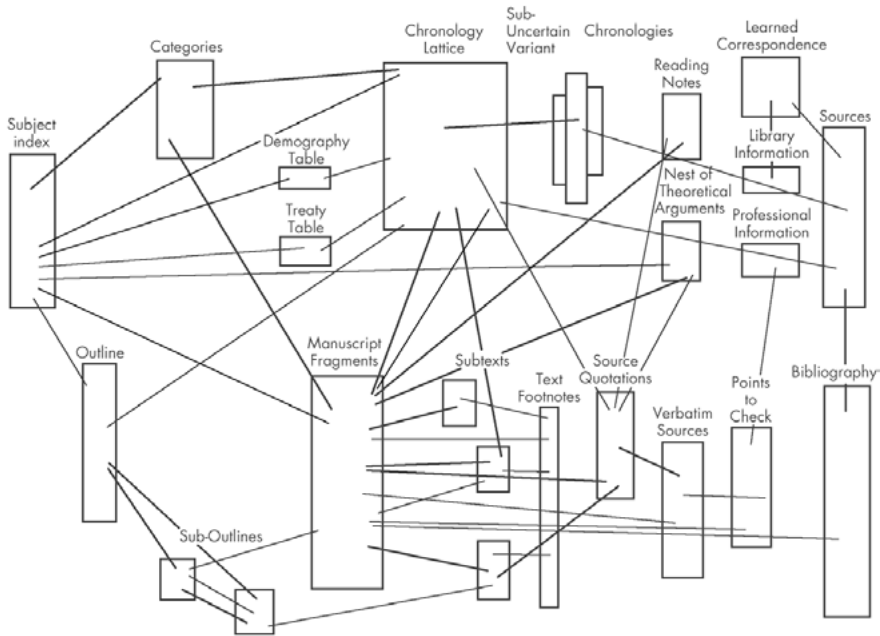 Categories
Chronology
Lattice
Sub-
Uncertain
Variant
Chronologies
Learned
Correspondence
Reading
Notes
Sources
Subject
index
Demography
Table
Library
Information
Nest of
Theoretical
Arguments
Treaty
Table
Professional
Information
Outline
Manuscript
Fragments
Subtexts
Source
Quotations
Text
Footnotes
Verbatim
Sources
Points
to
Check
Bibliography
Sub-Outlines